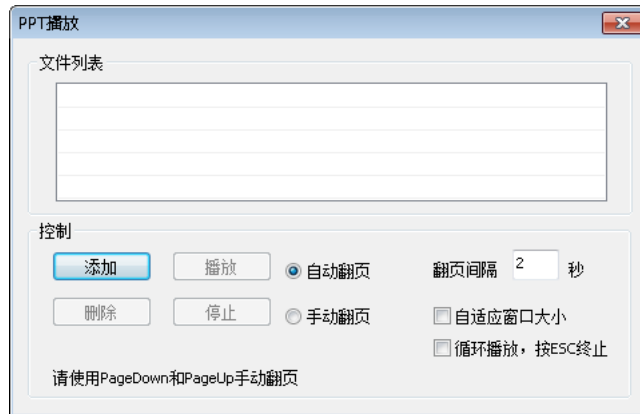 PPT播放
文件列表
控制
添加 播放 自动翻页 翻页间隔 2 秒
删除 停止 手动翻页 自适应窗口大小
循环播放，按ESC终止
请使用PageDown和PageUp手动翻页